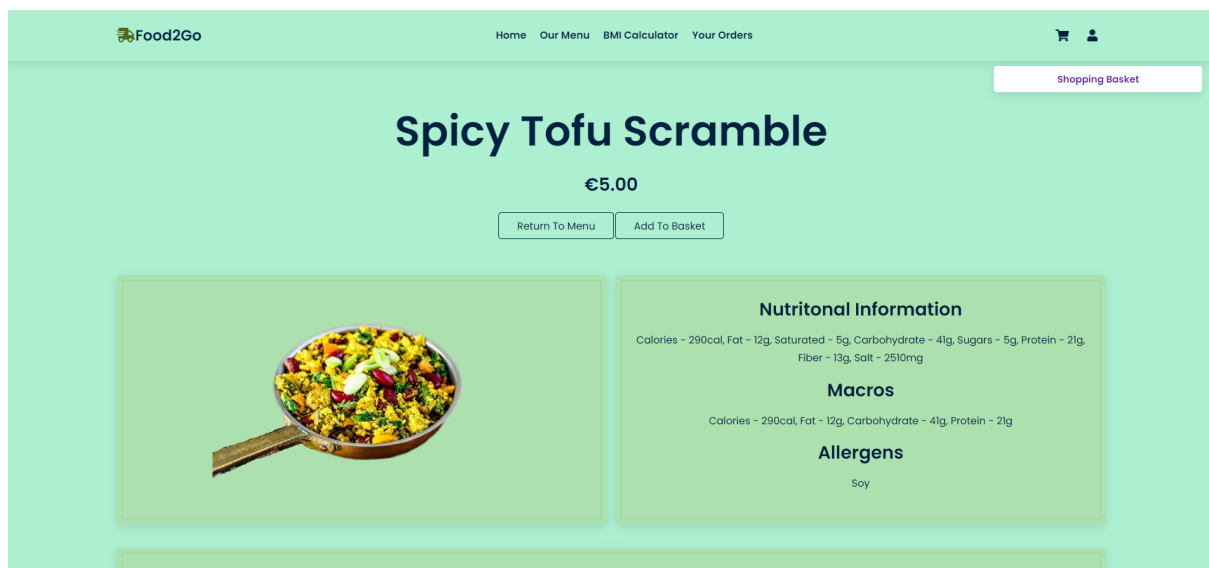 Food2Go
Home Our Menu BMI Calculator Your Orders
Shopping Basket
Spicy Tofu Scramble
€5.00
Return To Menu Add To Basket
Nutritonal Information
Calories - 290cal, Fat - 12g, Saturated - 5g, Carbohydrate - 41g, Sugars - 5g, Protein - 21g,
Fiber - 13g, Salt - 2510mg
Macros
Calories - 290cal, Fat - 12g, Carbohydrate - 41g, Protein - 21g
Allergens
Soy